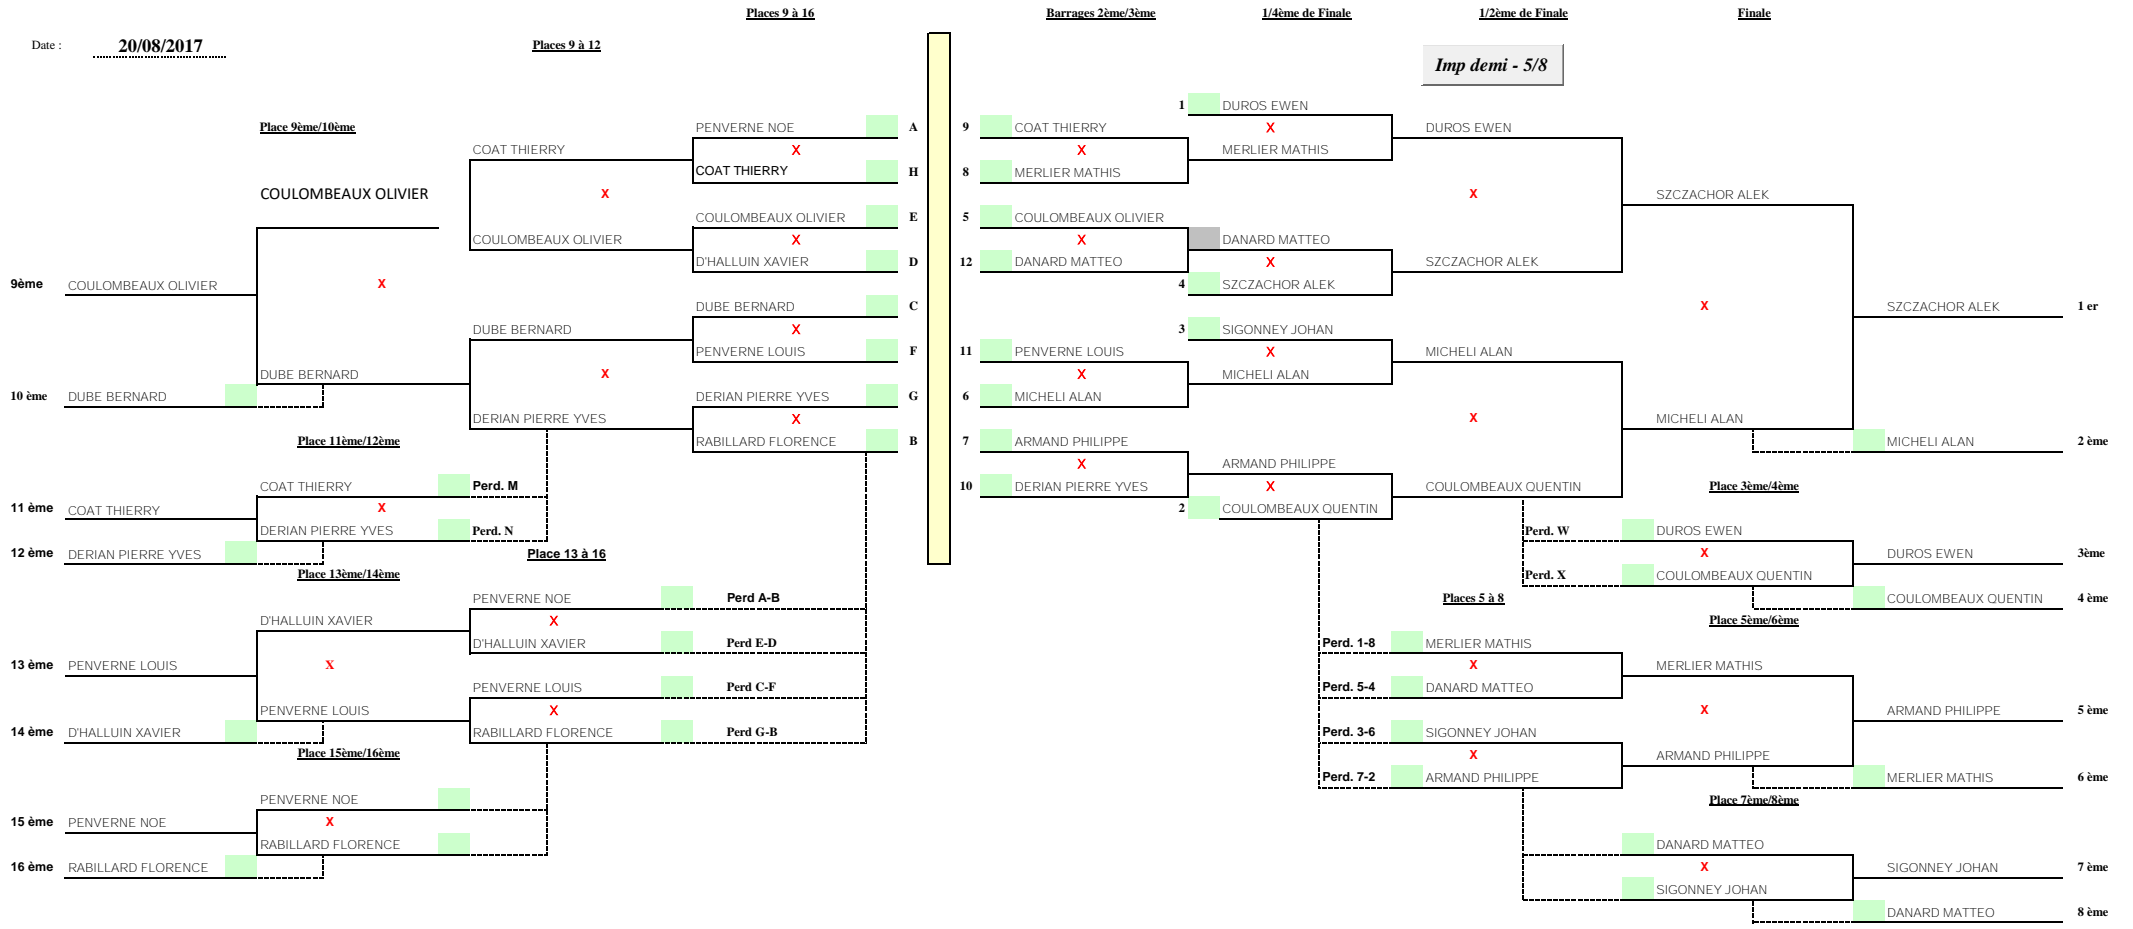 Places 9 à 16 Barrages 2ème/3ème 1/4ème de Finale 1/2ème de Finale Finale
Date : 20/08/2017 Places 9 à 12
Imp demi - 5/8
1 DUROS EWEN
Place 9ème/10ème PENVERNE NOE A 9 COAT THIERRY X DUROS EWEN
COAT THIERRY X X MERLIER MATHIS
COAT THIERRY H 8 MERLIER MATHIS
COULOMBEAUX OLIVIER X X SZCZACHOR ALEK
COULOMBEAUX OLIVIER E 5 COULOMBEAUX OLIVIER
COULOMBEAUX OLIVIER X X DANARD MATTEO
D'HALLUIN XAVIER D 12 DANARD MATTEO X SZCZACHOR ALEK
9ème COULOMBEAUX OLIVIER X 4 SZCZACHOR ALEK
DUBE BERNARD C X SZCZACHOR ALEK 1 er
DUBE BERNARD X 3 SIGONNEY JOHAN
PENVERNE LOUIS F 11 PENVERNE LOUIS X MICHELI ALAN
DUBE BERNARD X X MICHELI ALAN
10 ème DUBE BERNARD DERIAN PIERRE YVES G 6 MICHELI ALAN
DERIAN PIERRE YVES X X MICHELI ALAN
Place 11ème/12ème RABILLARD FLORENCE B 7 ARMAND PHILIPPE MICHELI ALAN 2 ème
X ARMAND PHILIPPE
COAT THIERRY Perd. M 10 DERIAN PIERRE YVES X COULOMBEAUX QUENTIN Place 3ème/4ème
11 ème COAT THIERRY X 2 COULOMBEAUX QUENTIN
DERIAN PIERRE YVES Perd. N Perd. W DUROS EWEN
12 ème DERIAN PIERRE YVES Place 13 à 16 X DUROS EWEN 3ème
Place 13ème/14ème Perd. X COULOMBEAUX QUENTIN
PENVERNE NOE Perd A-B Places 5 à 8 COULOMBEAUX QUENTIN 4 ème
D'HALLUIN XAVIER X Place 5ème/6ème
D'HALLUIN XAVIER Perd E-D Perd. 1-8 MERLIER MATHIS
13 ème PENVERNE LOUIS X X MERLIER MATHIS
PENVERNE LOUIS Perd C-F Perd. 5-4 DANARD MATTEO
PENVERNE LOUIS X X ARMAND PHILIPPE 5 ème
14 ème D'HALLUIN XAVIER RABILLARD FLORENCE Perd G-B Perd. 3-6 SIGONNEY JOHAN
Place 15ème/16ème X ARMAND PHILIPPE
Perd. 7-2 ARMAND PHILIPPE MERLIER MATHIS 6 ème
PENVERNE NOE Place 7ème/8ème
15 ème PENVERNE NOE X
RABILLARD FLORENCE DANARD MATTEO
16 ème RABILLARD FLORENCE X SIGONNEY JOHAN 7 ème
SIGONNEY JOHAN
DANARD MATTEO 8 ème